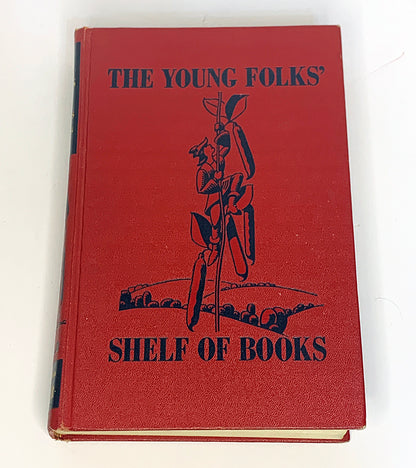 THE YOUNG FOLKS'
SHELF OF BOOKS